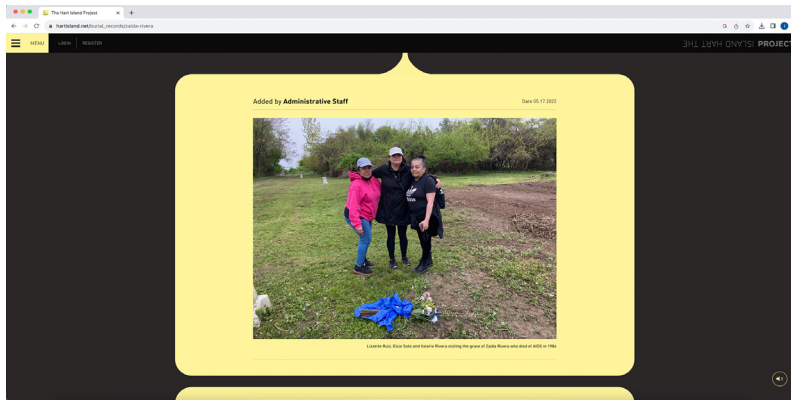 The Hart Island Project
hartisland.net/burial_records/zaida-rivera
MENU LOGIN REGISTER
THE HART ISLAND PROJECT
Added by Administrative Staff
Date 05.17.2022
Lizzette Ruiz, Elsie Soto and Valerie Rivera visiting the grave of Zaida Rivera who died of AIDS in 1986